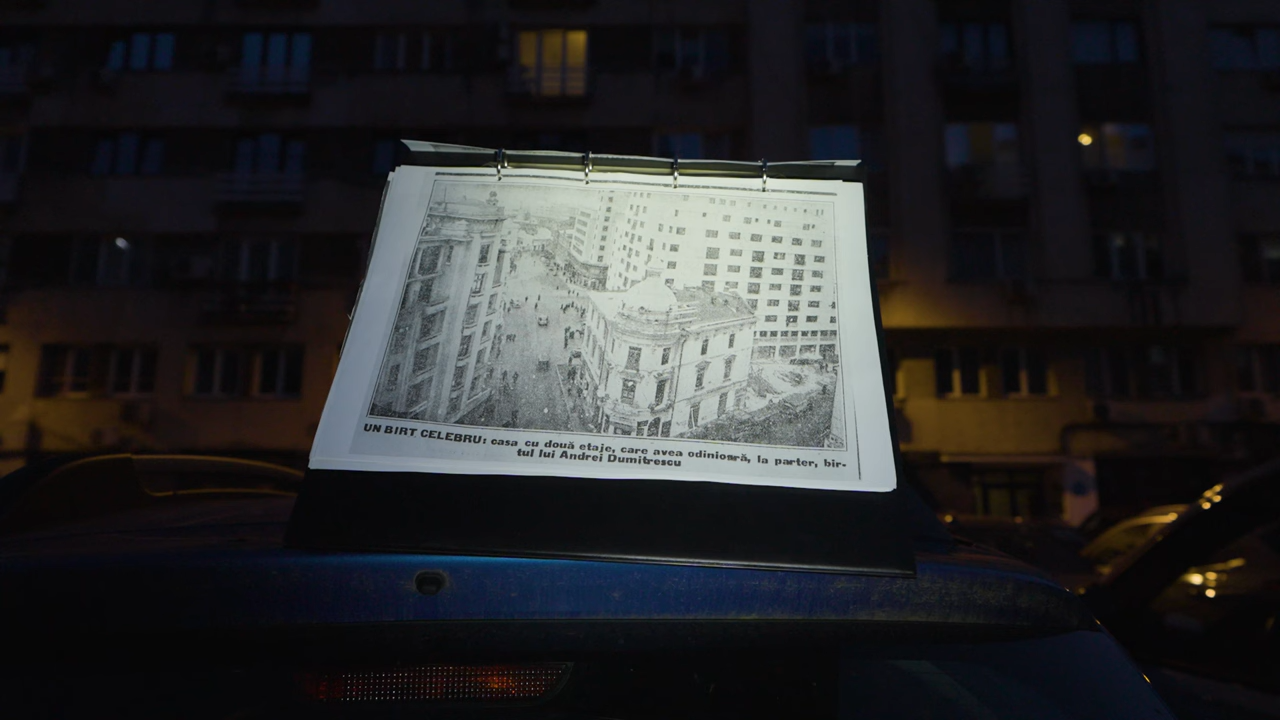 UN BIRT CELEBRU: casa cu două etaje, care avea odinioară, la parter, bir-
tul lui Andrei Dumitrescu